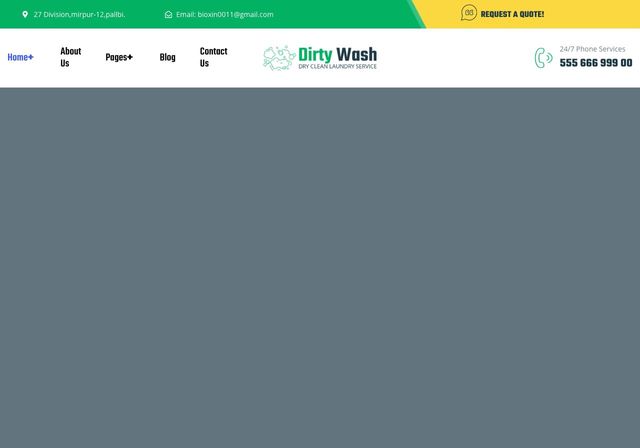 27 Division,mirpur-12,pallbi.
Email: bioxin0011@gmail.com
REQUEST A QUOTE!
Home+
About
Us
Pages+
Blog
Contact
Us
Dirty Wash
DRY CLEAN LAUNDRY SERVICE
24/7 Phone Services
555 666 999 00